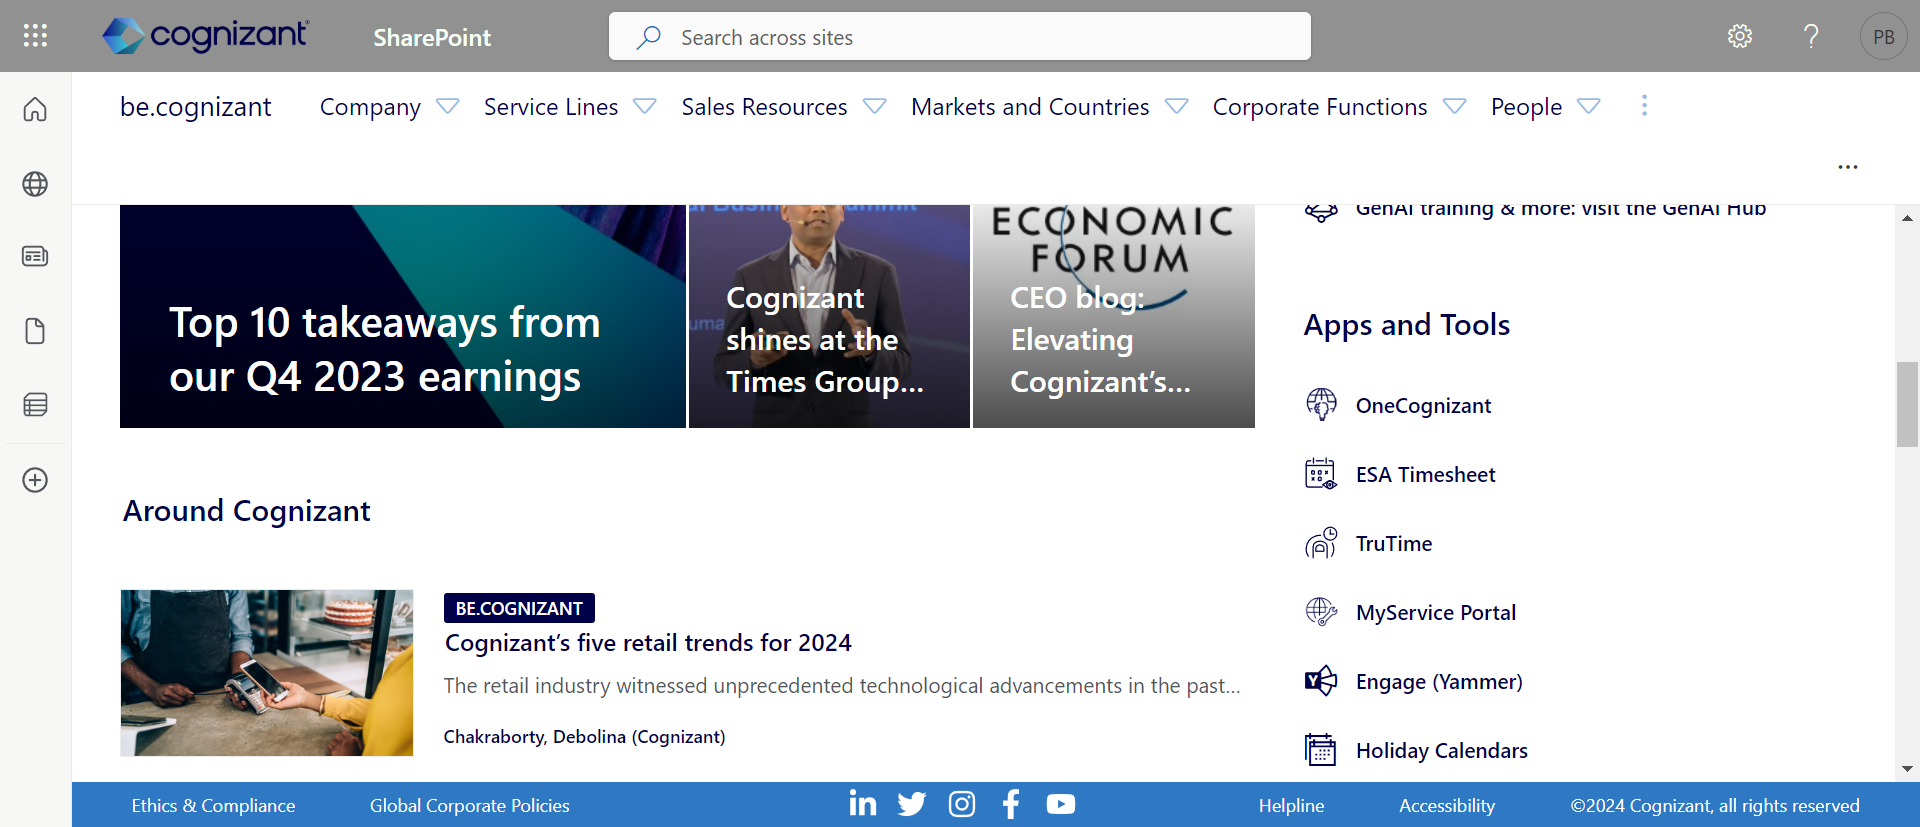 cognizant
SharePoint
Search across sites
PB
be.cognizant
Company
Service Lines
Sales Resources
Markets and Countries
Corporate Functions
People
GenAI training & more: visit the GenAI Hub
ECONOMIC
FORUM
Top 10 takeaways from
our Q4 2023 earnings
Cognizant
shines at the
Times Group...
CEO blog:
Elevating
Cognizant’s...
Apps and Tools
OneCognizant
ESA Timesheet
TruTime
MyService Portal
Engage (Yammer)
Holiday Calendars
Around Cognizant
BE.COGNIZANT
Cognizant’s five retail trends for 2024
The retail industry witnessed unprecedented technological advancements in the past...
Chakraborty, Debolina (Cognizant)
Ethics & Compliance
Global Corporate Policies
Helpline
Accessibility
©2024 Cognizant, all rights reserved